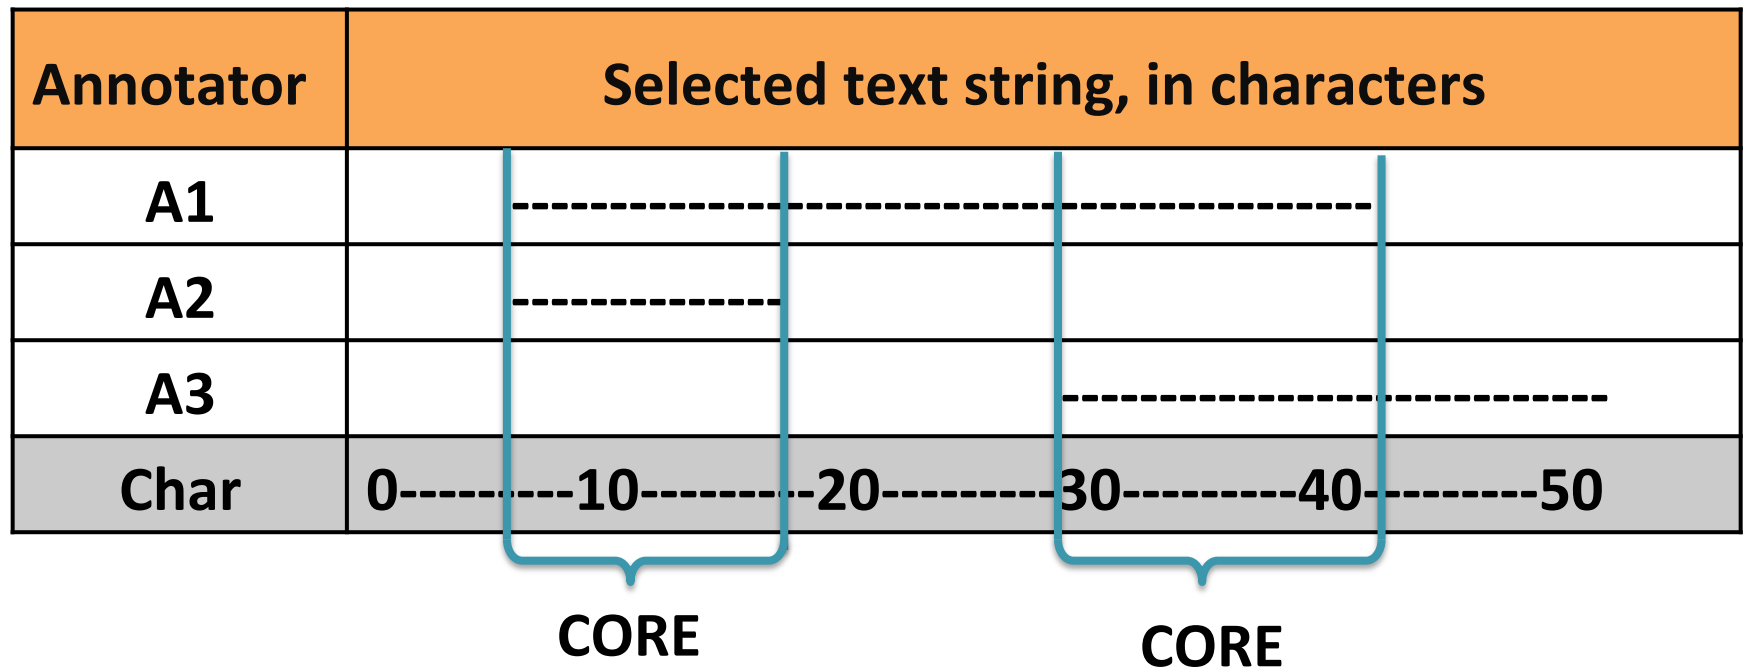 Annotator Selected text string, in characters
A1 --------------------------------------------
A2 --------------
A3 ----------------------------
Char 0---------10---------20---------30---------40---------50
CORE CORE